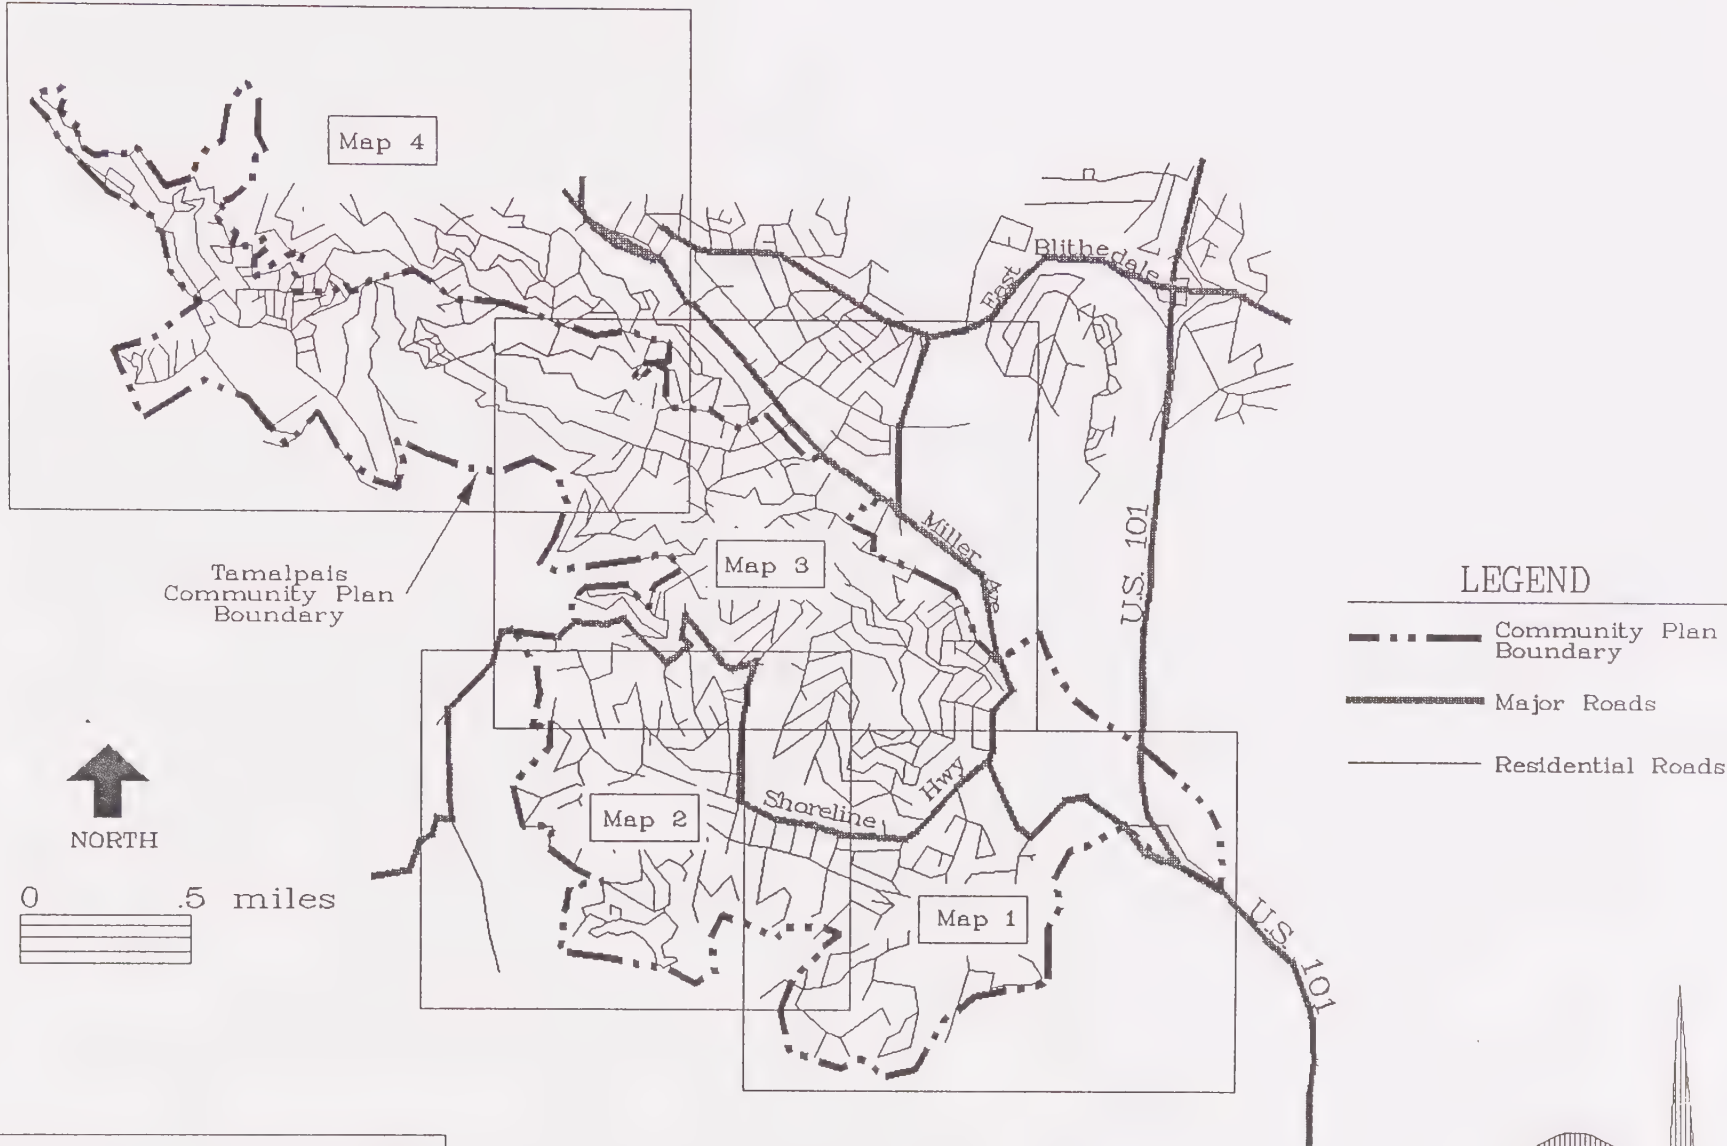 Map 4
East
Blithedale
U.S. 101
Miller
Ave
Map 3
Tamalpais
Community Plan
Boundary
LEGEND
Community Plan
Boundary
Major Roads
Residential Roads
NORTH
0 .5 miles
Map 2
Shoreline
Hwy
Map 1
U.S. 101